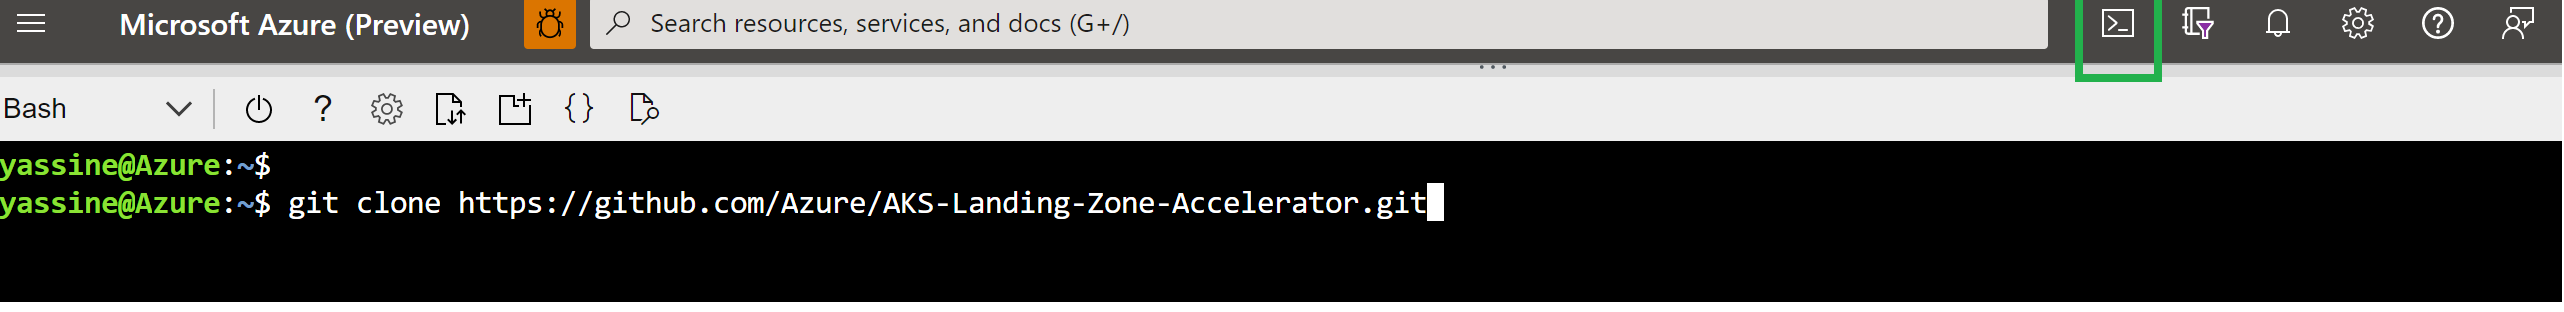 Microsoft Azure (Preview)
Search resources, services, and docs (G+/)
Bash
yassine@Azure:~$
yassine@Azure:~$ git clone https://github.com/Azure/AKS-Landing-Zone-Accelerator.git